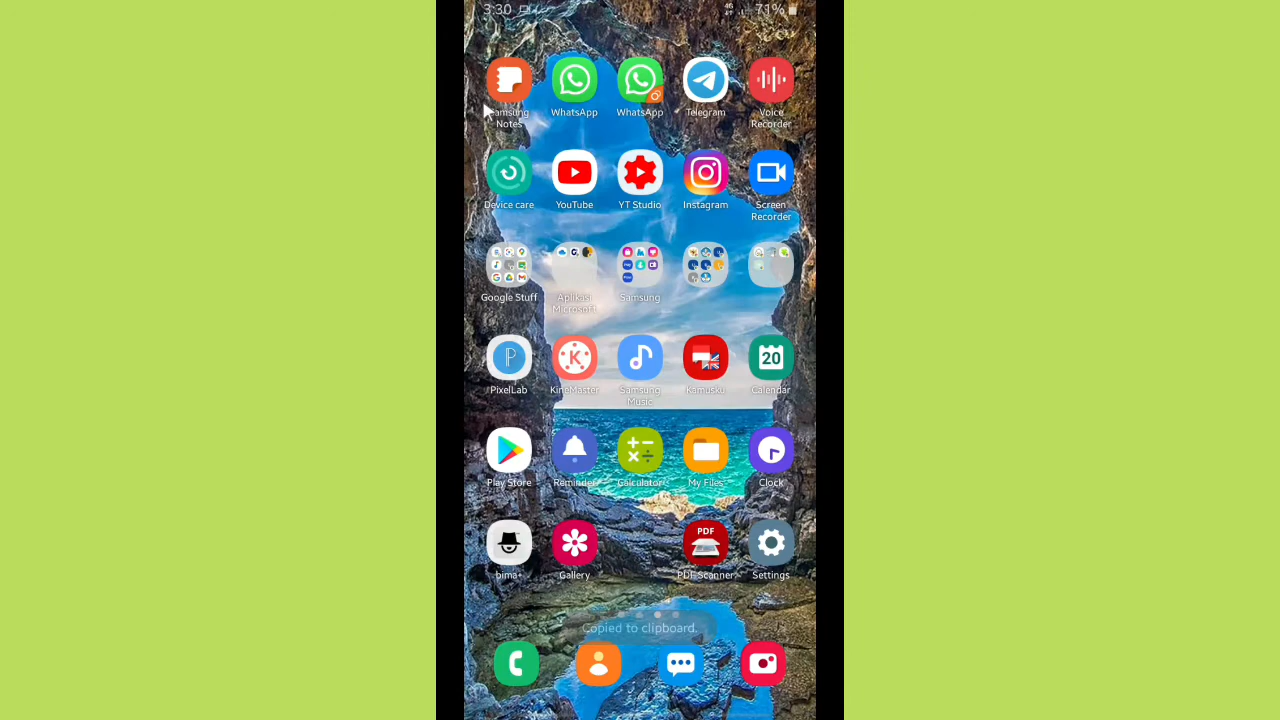 3:30 71%
Samsung Notes
WhatsApp
WhatsApp
Telegram
Voice Recorder
Device care
YouTube
YT Studio
Instagram
Screen Recorder
Google Stuff
Aplikasi Microsoft
Samsung
PixelLab
KineMaster
Samsung Music
Kamusku
20
Calendar
Play Store
Reminder
Calculator
My Files
Clock
bima+
Gallery
PDF
PDF Scanner
Settings
Copied to clipboard.